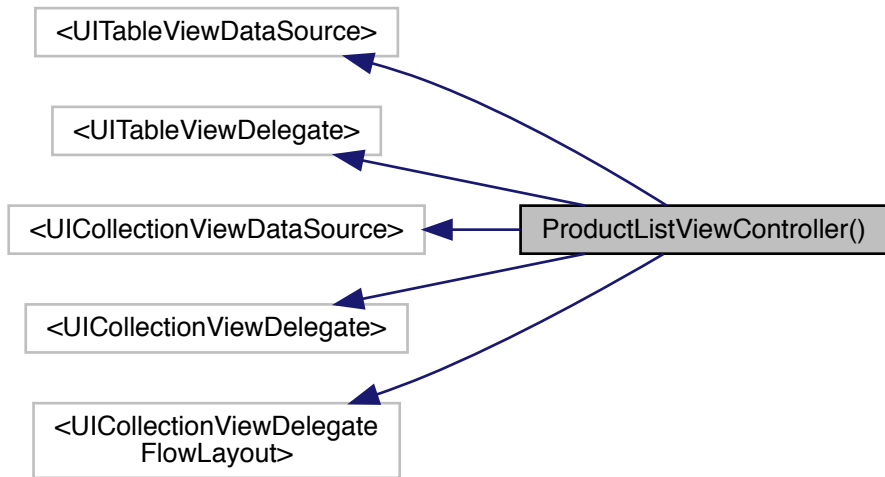 <UITableViewDataSource>
<UITableViewDelegate>
<UICollectionViewDataSource>
ProductListViewController()
<UICollectionViewDelegate>
<UICollectionViewDelegate
FlowLayout>